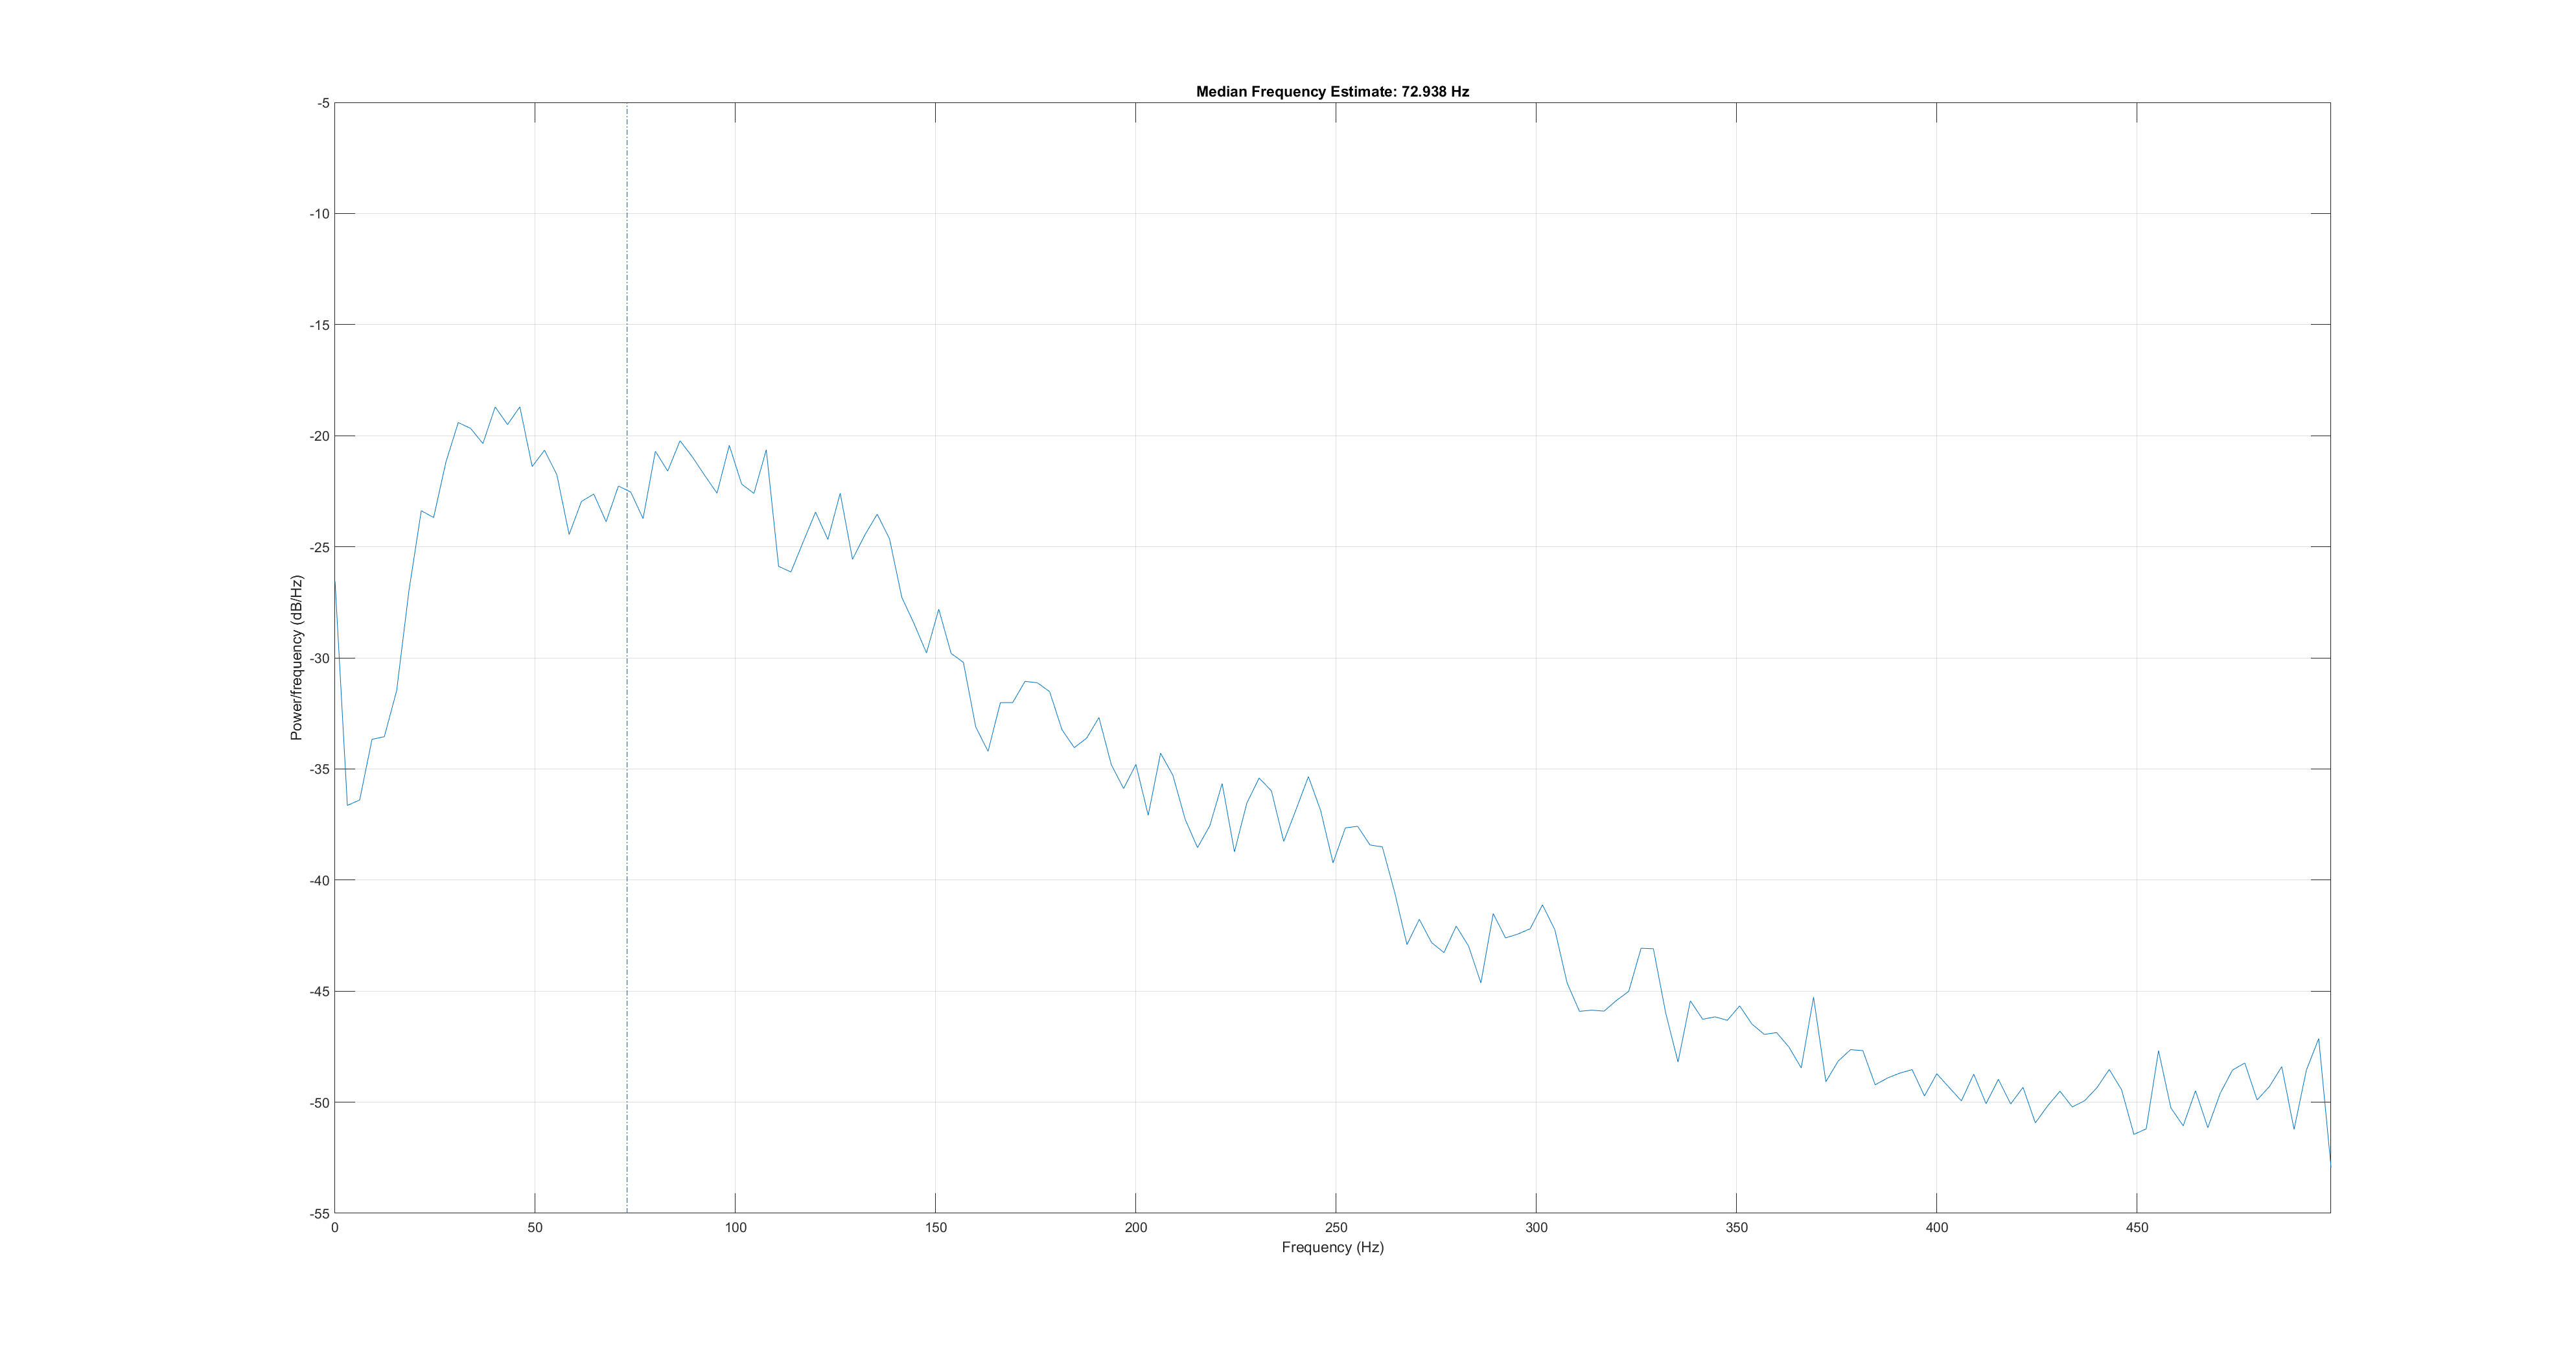 Median Frequency Estimate: 72.938 Hz
-5
-10
-15
-20
-25
-30
-35
-40
-45
-50
-55
Power/frequency (dB/Hz)
0 50 100 150 200 250 300 350 400 450
Frequency (Hz)